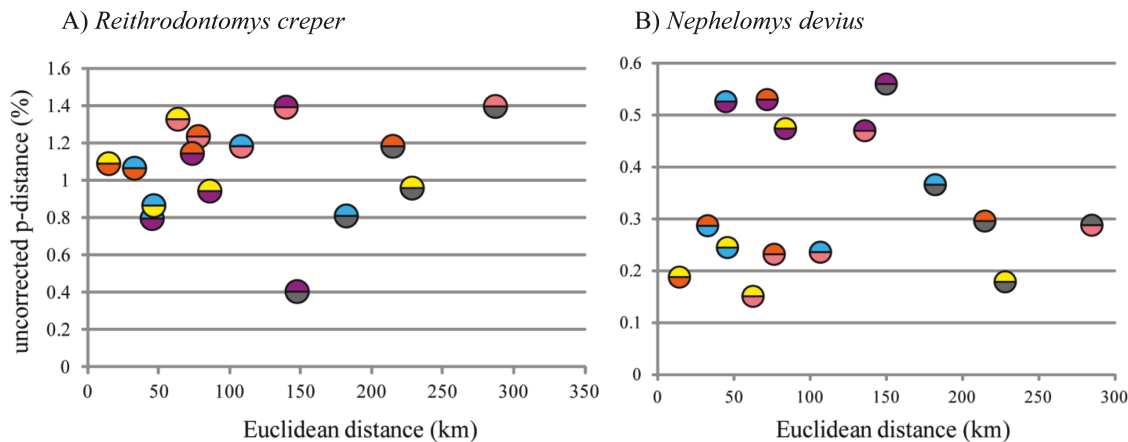 A) Reithrodontomys creper
B) Nephelomys devius
uncorrected p-distance (%)
1.6
1.4
1.2
1
0.8
0.6
0.4
0.2
0
0 50 100 150 200 250 300 350
Euclidean distance (km)
0.6
0.5
0.4
0.3
0.2
0.1
0
0 50 100 150 200 250 300
Euclidean distance (km)